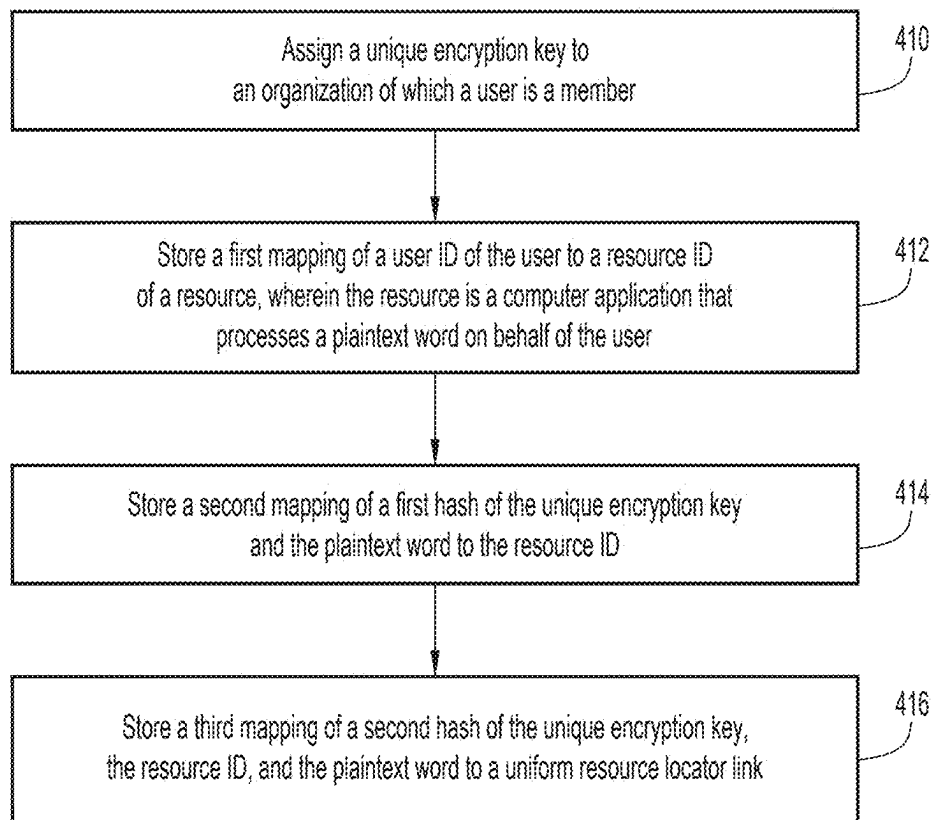 Assign a unique encryption key to
an organization of which a user is a member
410
Store a first mapping of a user ID of the user to a resource ID
of a resource, wherein the resource is a computer application that
processes a plaintext word on behalf of the user
412
Store a second mapping of a first hash of the unique encryption key
and the plaintext word to the resource ID
414
Store a third mapping of a second hash of the unique encryption key,
the resource ID, and the plaintext word to a uniform resource locator link
416